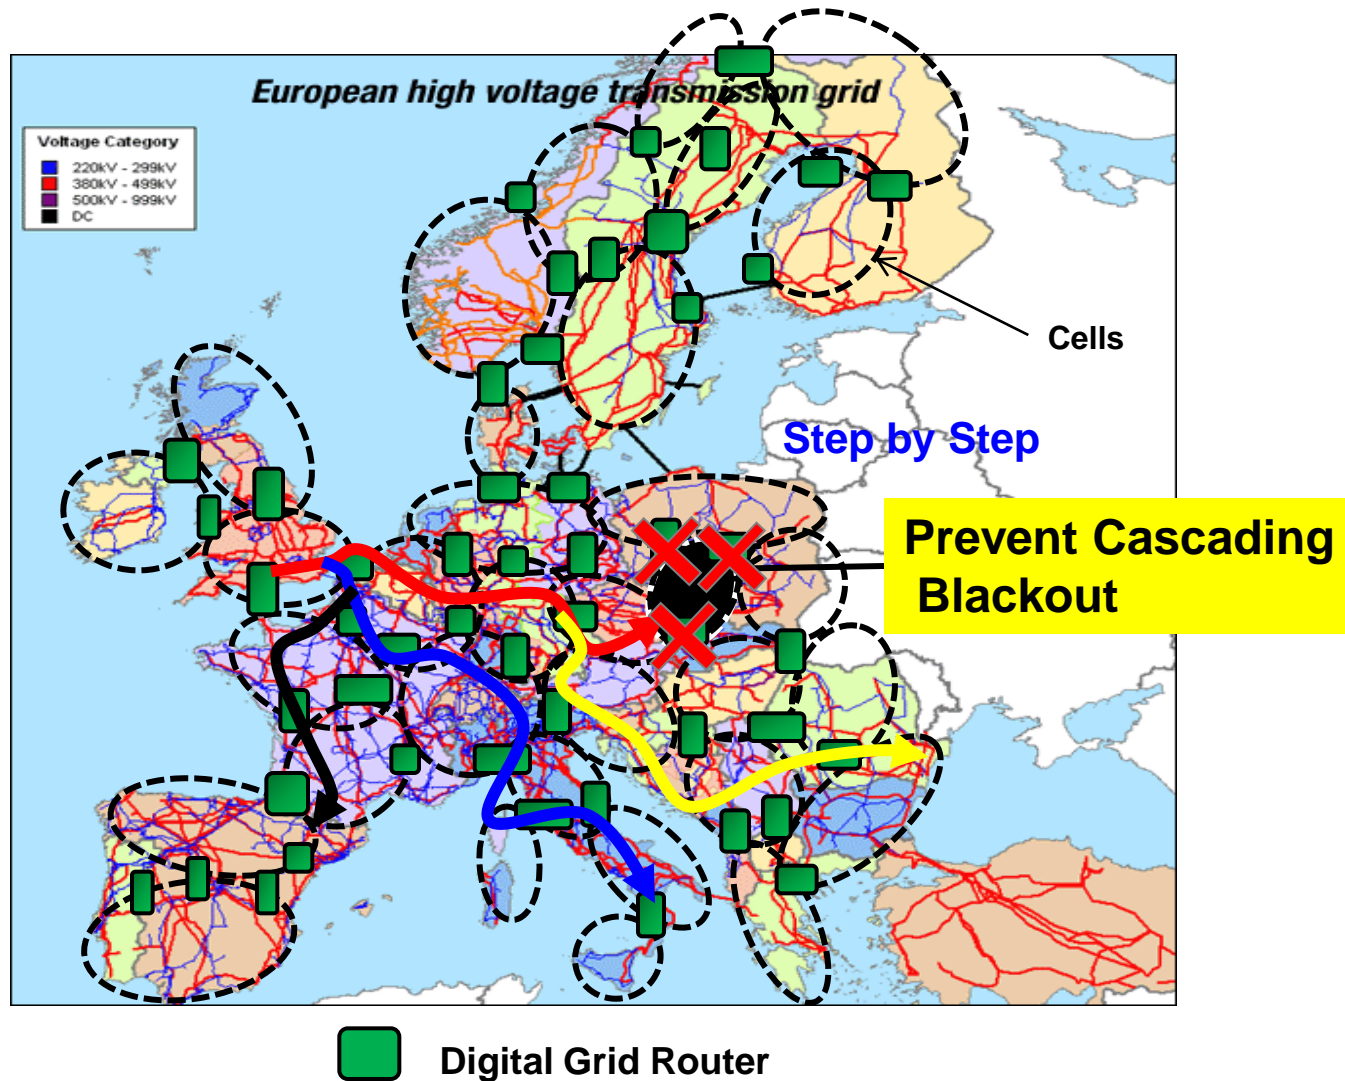 European high voltage transmission grid
Voltage Category
220kV - 299kV
380kV - 499kV
500kV - 999kV
DC
Cells
Step by Step
Prevent Cascading
Blackout
Digital Grid Router